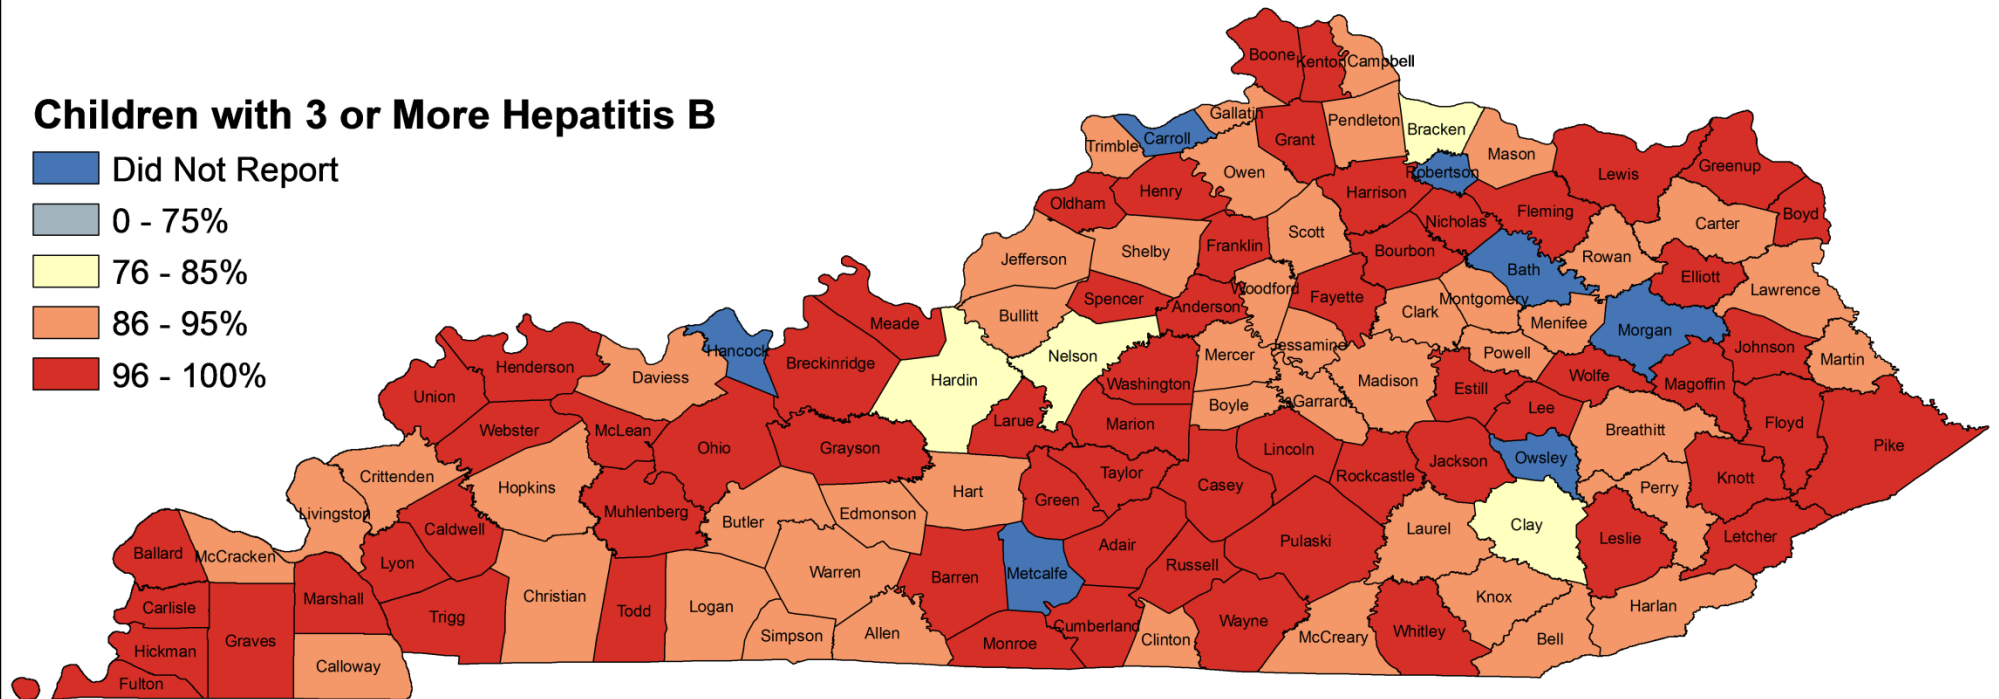 Children with 3 or More Hepatitis B
Did Not Report
0 - 75%
76 - 85%
86 - 95%
96 - 100%
Boone
Kenton
Campbell
Gallatin
Pendleton
Bracken
Carroll
Grant
Trimble
Mason
Owen
Robertson
Lewis
Greenup
Henry
Harrison
Oldham
Fleming
Boyd
Nicholas
Carter
Scott
Franklin
Shelby
Bourbon
Jefferson
Rowan
Bath
Elliott
Woodford
Lawrence
Fayette
Spencer
Montgomery
Anderson
Clark
Bullitt
Menifee
Meade
Morgan
Jessamine
Johnson
Hancock
Nelson
Mercer
Powell
Martin
Breckinridge
Henderson
Daviess
Hardin
Washington
Madison
Wolfe
Magoffin
Estill
Union
Boyle
Garrard
Lee
Larue
Marion
Floyd
Webster
McLean
Breathitt
Ohio
Grayson
Lincoln
Pike
Owsley
Jackson
Crittenden
Taylor
Rockcastle
Knott
Hopkins
Hart
Casey
Perry
Green
Livingston
Muhlenberg
Butler
Edmonson
Caldwell
Clay
Laurel
Leslie
Letcher
Pulaski
Adair
Ballard
McCracken
Lyon
Russell
Warren
Metcalfe
Barren
Christian
Knox
Marshall
Carlisle
Todd
Logan
Harlan
Trigg
Wayne
Cumberland
Whitley
Allen
Simpson
McCreary
Bell
Clinton
Graves
Monroe
Hickman
Calloway
Fulton